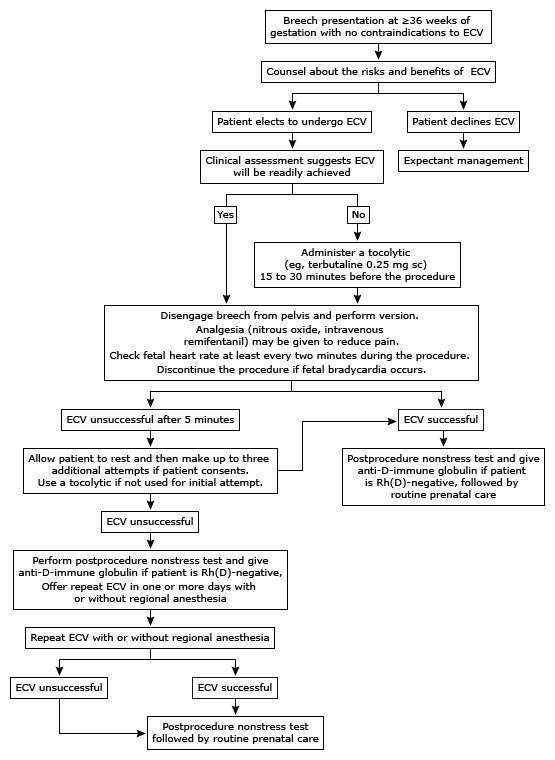 Breech presentation at ≥36 weeks of
gestation with no contraindications to ECV
Counsel about the risks and benefits of ECV
Patient elects to undergo ECV
Patient declines ECV
Clinical assessment suggests ECV
will be readily achieved
Expectant management
Yes
No
Administer a tocolytic
(eg, terbutaline 0.25 mg sc)
15 to 30 minutes before the procedure
Disengage breech from pelvis and perform version.
Analgesia (nitrous oxide, intravenous
remifentanil) may be given to reduce pain.
Check fetal heart rate at least every two minutes during the procedure.
Discontinue the procedure if fetal bradycardia occurs.
ECV unsuccessful after 5 minutes
ECV successful
Allow patient to rest and then make up to three
additional attempts if patient consents.
Use a tocolytic if not used for initial attempt.
Postprocedure nonstress test and give
anti-D-immune globulin if patient
is Rh(D)-negative, followed by
routine prenatal care
ECV unsuccessful
Perform postprocedure nonstress test and give
anti-D-immune globulin if patient is Rh(D)-negative,
Offer repeat ECV in one or more days with
or without regional anesthesia
Repeat ECV with or without regional anesthesia
ECV unsuccessful
ECV successful
Postprocedure nonstress test
followed by routine prenatal care